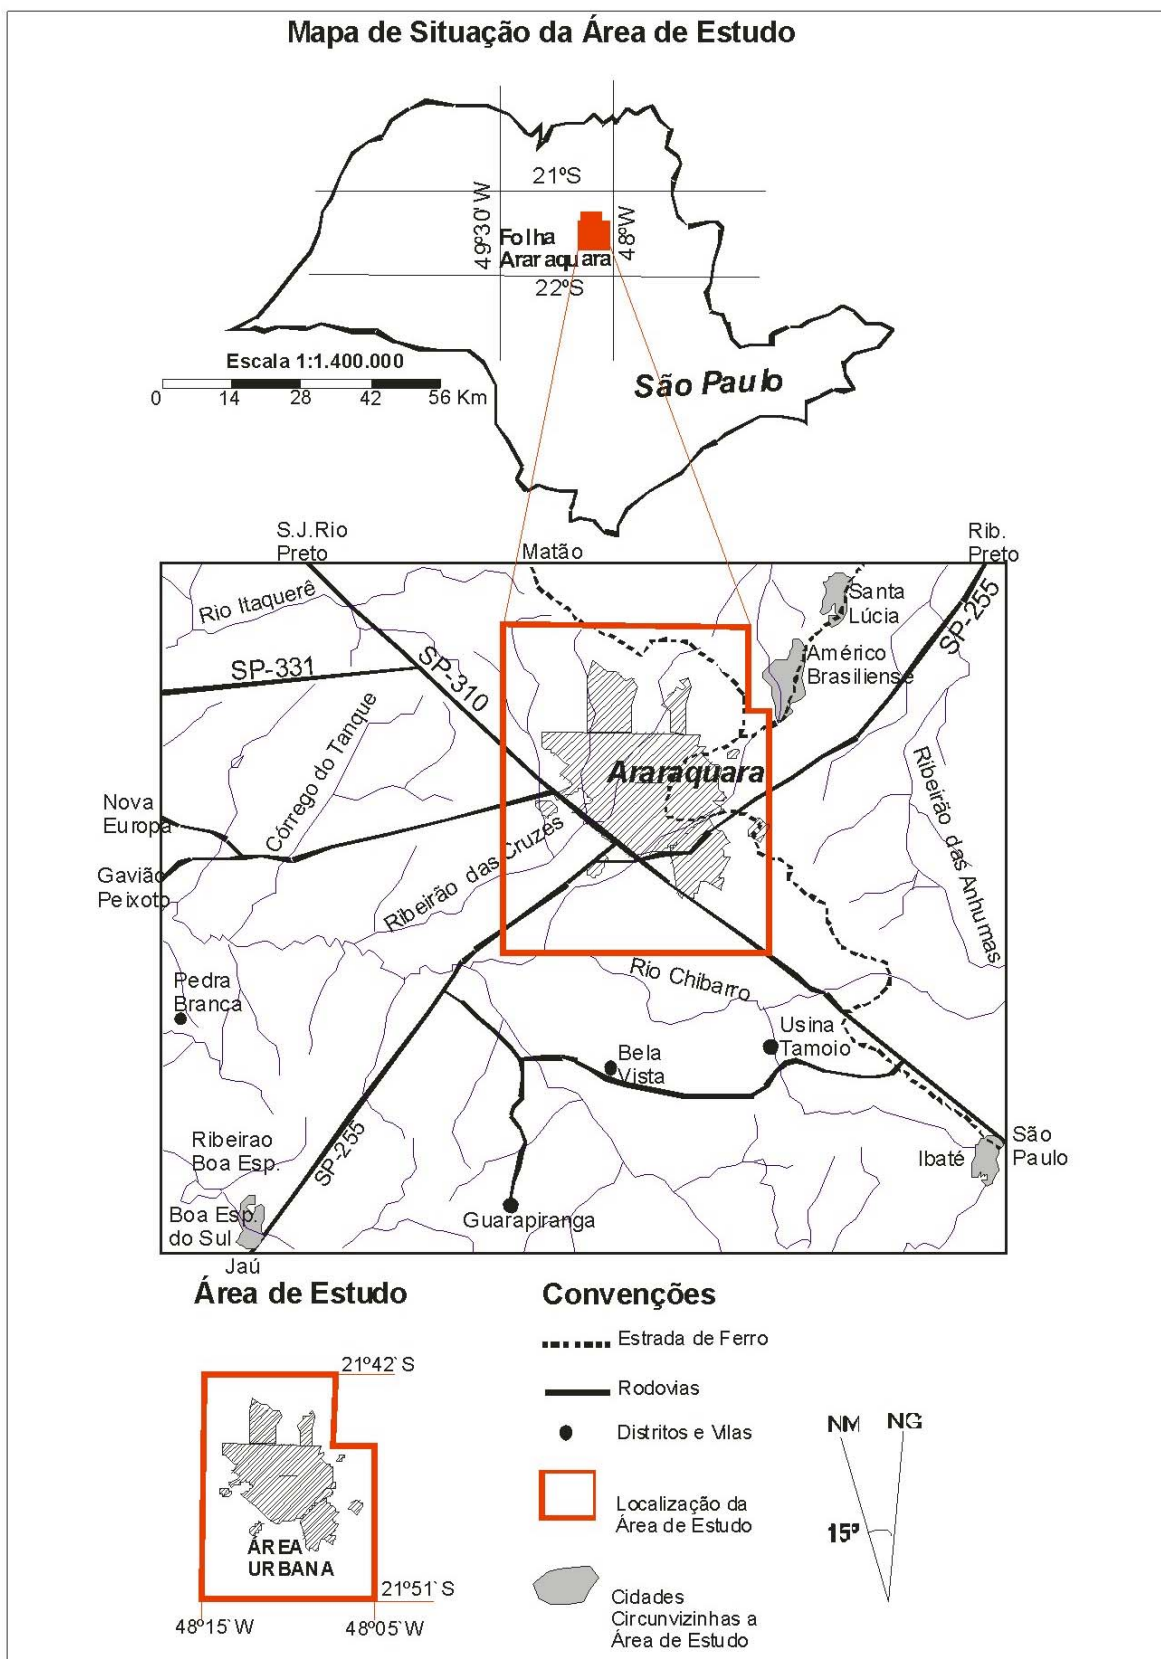 Mapa de Situação da Área de Estudo
21ºS
49º30' W
48ºW
Folha
Araraquara
22ºS
Escala 1:1.400.000
0 14 28 42 56 Km
São Paulo
S.J.Rio
Preto
Matão
Rib.
Preto
Rio Itaquerê
Santa
Lúcia
SP-255
SP-331
SP-310
Américo
Brasiliense
Córrego do Tanque
Araraquara
Ribeirão das Anhumas
Nova
Europa
Ribeirão das Cruzes
Gavião
Peixoto
Rio Chibarro
Pedra
Branca
Usina
Tamoio
Bela
Vista
SP-255
Ribeirao
Boa Esp.
São
Paulo
Ibaté
Guarapiranga
Boa Esp.
do Sul
Jaú
Área de Estudo
21º42` S
ÁREA
URBANA
21º51` S
48º15` W
48º05` W
Convenções
Estrada de Ferro
Rodovias
Distritos e Vilas
Localização da
Área de Estudo
Cidades
Circunvizinhas a
Área de Estudo
NM NG
15º